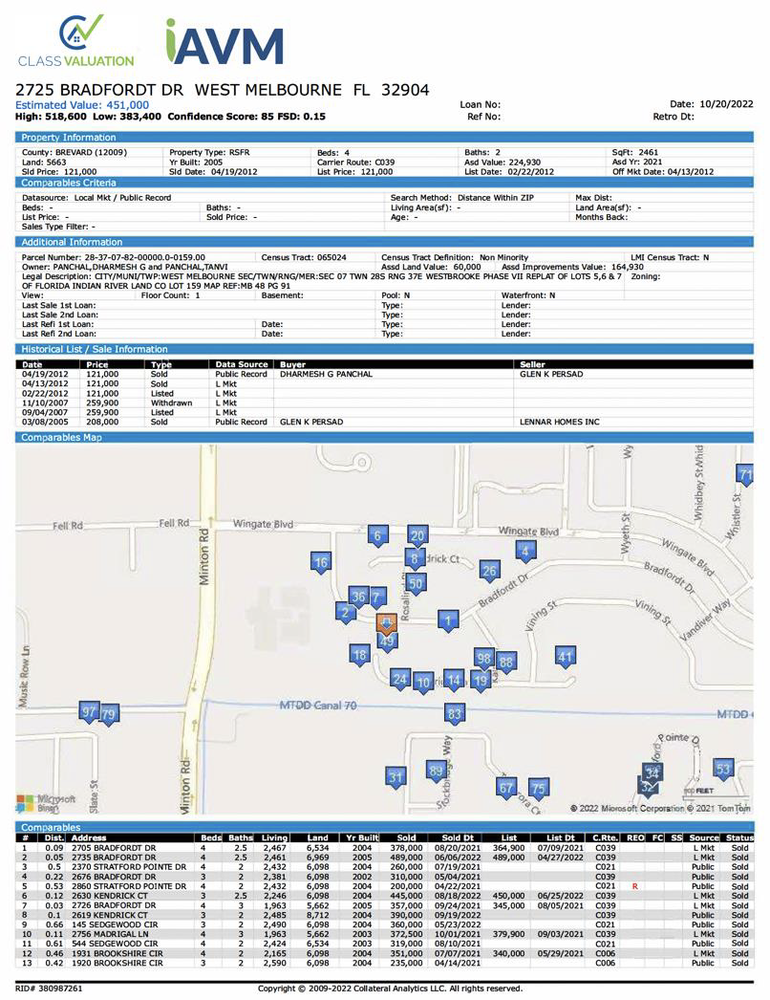 CLASS VALUATION
iAVM
2725 BRADFORDT DR WEST MELBOURNE FL 32904
Estimated Value: 451,000
High: 518,600 Low: 383,400 Confidence Score: 85 FSD: 0.15
Loan No:
Ref No:
Date: 10/20/2022
Retro Dt:
Property Information
County: BREVARD (12009) Property Type: RSFR Beds: 4 Baths: 2 SqFt: 2461
Land: 5663 Yr Built: 2005 Carrier Route: C039 Asd Value: 224,930 Asd Yr: 2021
Sld Price: 121,000 Sld Date: 04/19/2012 List Price: 121,000 List Date: 02/22/2012 Off Mkt Date: 04/13/2012
Comparables Criteria
Datasource: Local Mkt / Public Record Search Method: Distance Within ZIP Max Dist:
Beds: - Baths: - Living Area(sf): - Land Area(sf): -
List Price: - Sold Price: - Age: - Months Back:
Sales Type Filter: -
Additional Information
Parcel Number: 28-37-07-82-00000.0-0159.00 Census Tract: 065024 Census Tract Definition: Non Minority LMI Census Tract: N
Owner: PANCHAL,DHARMESH G and PANCHAL,TANVI Assd Land Value: 60,000 Assd Improvements Value: 164,930
Legal Description: CITY/MUNI/TWP:WEST MELBOURNE SEC/TWN/RNG/MER:SEC 07 TWN 28S RNG 37E WESTBROOKE PHASE VII REPLAT OF LOTS 5,6 & 7 Zoning:
OF FLORIDA INDIAN RIVER LAND CO LOT 159 MAP REF:MB 48 PG 91
View: Floor Count: 1 Basement: Pool: N Waterfront: N
Last Sale 1st Loan: Type: Lender:
Last Sale 2nd Loan: Type: Lender:
Last Refi 1st Loan: Date: Type: Lender:
Last Refi 2nd Loan: Date: Type: Lender:
Historical List / Sale Information
Date Price Type Data Source Buyer Seller
04/19/2012 121,000 Sold Public Record DHARMESH G PANCHAL GLEN K PERSAD
04/13/2012 121,000 Sold L Mkt
02/22/2012 121,000 Listed L Mkt
11/10/2007 259,900 Withdrawn L Mkt
09/04/2007 259,900 Listed L Mkt
03/08/2005 208,000 Sold Public Record GLEN K PERSAD LENNAR HOMES INC
Comparables Map
Whidbey St
Whid
Whistler St
71
Wyeth St
Wy
Fell Rd
Fell Rd
Wingate Blvd
Wingate Blvd
Wingate Blvd
6
20
4
16
8
drick Ct
26
Bradfordt Dr
Minton Rd
50
36
7
Rosalin
Bradfordt Dr
2
1
Vining St
Vining St
Vandiver Way
49
18
98
88
41
Music Row Ln
24
10
14
19
97
79
MTDD Canal 70
83
MTDD
Pointe D
31
89
Stockbri
Way
67
75
ora Ct
34
32
53
ford
Slate St
Minton Rd
Microsoft
Bing
FEET
© 2022 Microsoft Corporation © 2021 TomTom
Comparables
# Dist. Address Beds Baths Living Land Yr Built Sold Sold Dt List List Dt C.Rte. REO FC SS Source Status
1 0.09 2705 BRADFORDT DR 4 2.5 2,467 6,534 2004 378,000 08/20/2021 364,900 07/09/2021 C039 L Mkt Sold
2 0.05 2735 BRADFORDT DR 4 2.5 2,461 6,969 2005 489,000 06/06/2022 489,000 04/27/2022 C039 L Mkt Sold
3 0.5 2370 STRATFORD POINTE DR 4 2 2,432 6,098 2004 260,000 07/19/2021 C021 Public Sold
4 0.22 2676 BRADFORDT DR 3 2 2,381 6,098 2002 310,000 05/04/2021 C039 Public Sold
5 0.53 2860 STRATFORD POINTE DR 4 2 2,432 6,098 2004 200,000 04/22/2021 C021 R Public Sold
6 0.12 2630 KENDRICK CT 3 2.5 2,246 6,098 2004 445,000 08/18/2022 450,000 06/25/2022 C039 L Mkt Sold
7 0.03 2726 BRADFORDT DR 4 3 1,963 5,662 2005 357,000 09/24/2021 345,000 08/05/2021 C039 L Mkt Sold
8 0.1 2619 KENDRICK CT 3 2 2,485 8,712 2004 390,000 09/19/2022 C039 Public Sold
9 0.66 145 SEDGEWOOD CIR 3 2 2,490 6,098 2004 360,000 05/23/2022 C021 Public Sold
10 0.11 2756 MADRIGAL LN 4 3 1,963 5,662 2003 372,500 10/01/2021 379,900 09/03/2021 C039 L Mkt Sold
11 0.61 544 SEDGEWOOD CIR 4 2 2,424 6,534 2003 319,000 08/10/2021 C021 Public Sold
12 0.46 1931 BROOKSHIRE CIR 4 2 2,165 6,098 2004 351,000 07/07/2021 340,000 05/29/2021 C006 L Mkt Sold
13 0.42 1920 BROOKSHIRE CIR 3 2 2,590 6,098 2004 235,000 04/14/2021 C006 Public Sold
RID# 380987261
Copyright © 2009-2022 Collateral Analytics LLC. All rights reserved.